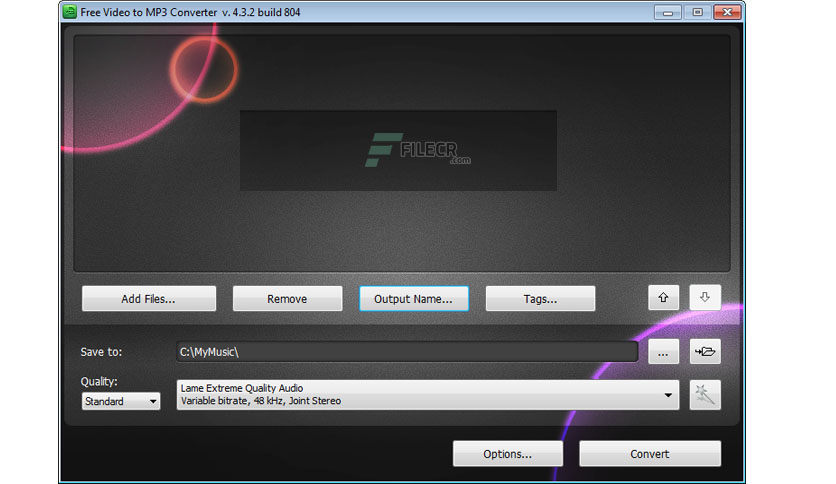 Free Video to MP3 Converter v. 4.3.2 build 804
FILECR
.com
Add Files...
Remove
Output Name...
Tags...
Save to:
C:\MyMusic\
...
Quality:
Standard
Lame Extreme Quality Audio
Variable bitrate, 48 kHz, Joint Stereo
Options...
Convert